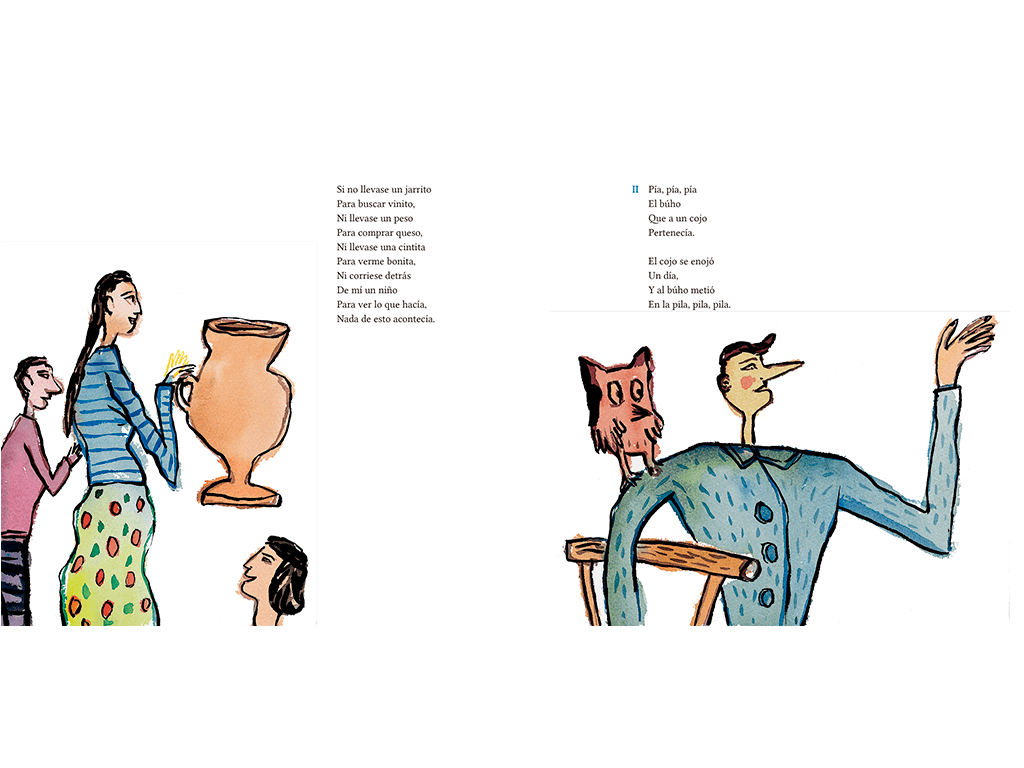 Si no llevase un jarrito
Para buscar vinito,
Ni llevase un peso
Para comprar queso,
Ni llevase una cintita
Para verme bonita,
Ni corriese detrás
De mí un niño
Para ver lo que hacía,
Nada de esto acontecía.
II Pía, pía, pía
El búho
Que a un cojo
Pertenecía.
El cojo se enojó
Un día,
Y al búho metió
En la pila, pila, pila.